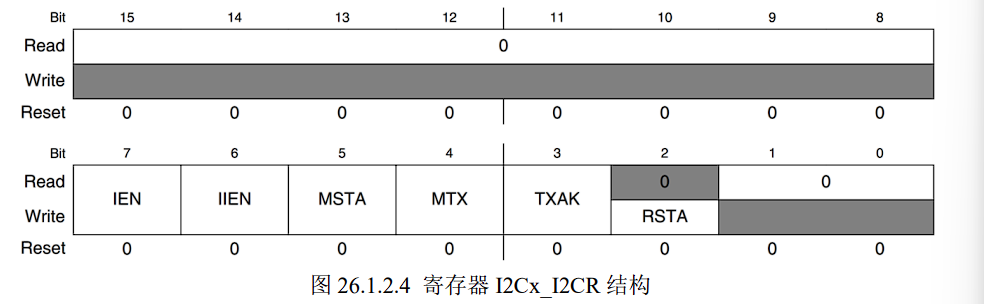 Bit 15 14 13 12 11 10 9 8
Read 0
Write
Reset 0 0 0 0 0 0 0 0
Bit 7 6 5 4 3 2 1 0
Read 0 0
IEN IIEN MSTA MTX TXAK
Write RSTA
Reset 0 0 0 0 0 0 0 0
图 26.1.2.4 寄存器 I2Cx_I2CR 结构